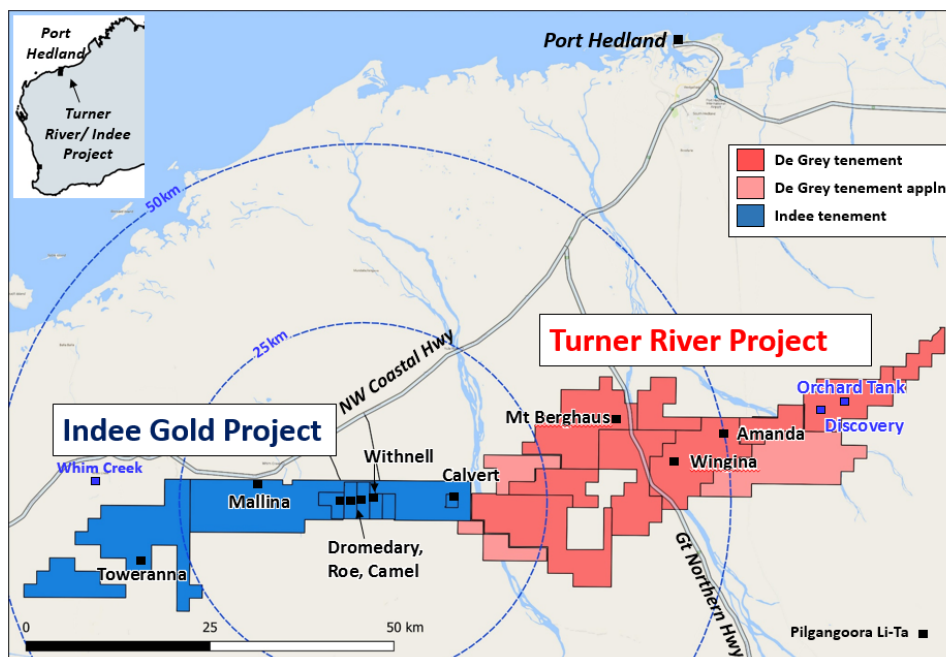 Port
Hedland
Turner
River/ Indee
Project
Port Hedland
De Grey tenement
De Grey tenement appln
Indee tenement
50km
25km
NW Coastal Hwy
Turner River Project
Orchard Tank
Discovery
Mt Berghaus
Amanda
Wingina
Indee Gold Project
Withnell
Whim Creek
Calvert
Mallina
Dromedary,
Roe, Camel
Toweranna
Gt Northern Hwy
0
25
50 km
Pilgangoora Li-Ta